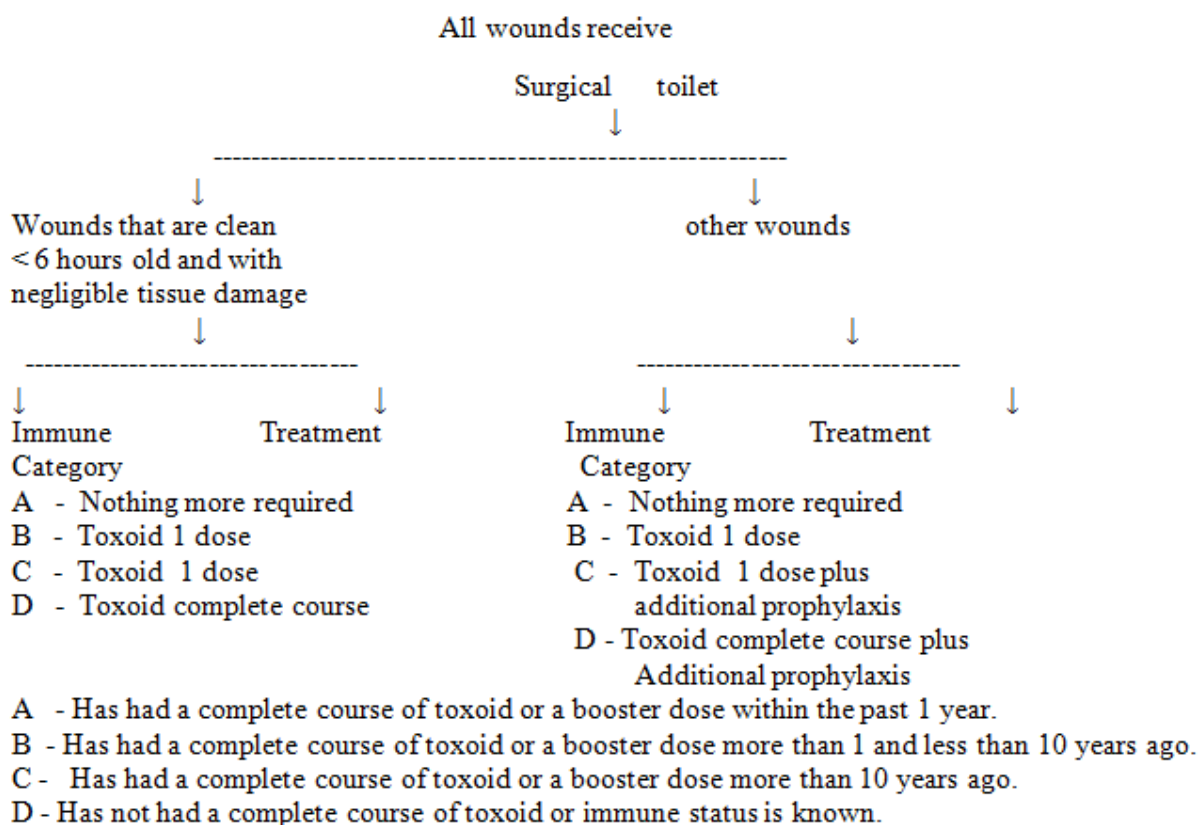 All wounds receive
Surgical toilet
↓
------------------------------------------------------------
↓ ↓
Wounds that are clean other wounds
< 6 hours old and with
negligible tissue damage
↓ ↓
---------------------------------- ---------------------------------
↓ ↓ ↓ ↓
Immune Treatment Immune Treatment
Category Category
A - Nothing more required A - Nothing more required
B - Toxoid 1 dose B - Toxoid 1 dose
C - Toxoid 1 dose C - Toxoid 1 dose plus
D - Toxoid complete course additional prophylaxis
D - Toxoid complete course plus
Additional prophylaxis
A - Has had a complete course of toxoid or a booster dose within the past 1 year.
B - Has had a complete course of toxoid or a booster dose more than 1 and less than 10 years ago.
C - Has had a complete course of toxoid or a booster dose more than 10 years ago.
D - Has not had a complete course of toxoid or immune status is known.